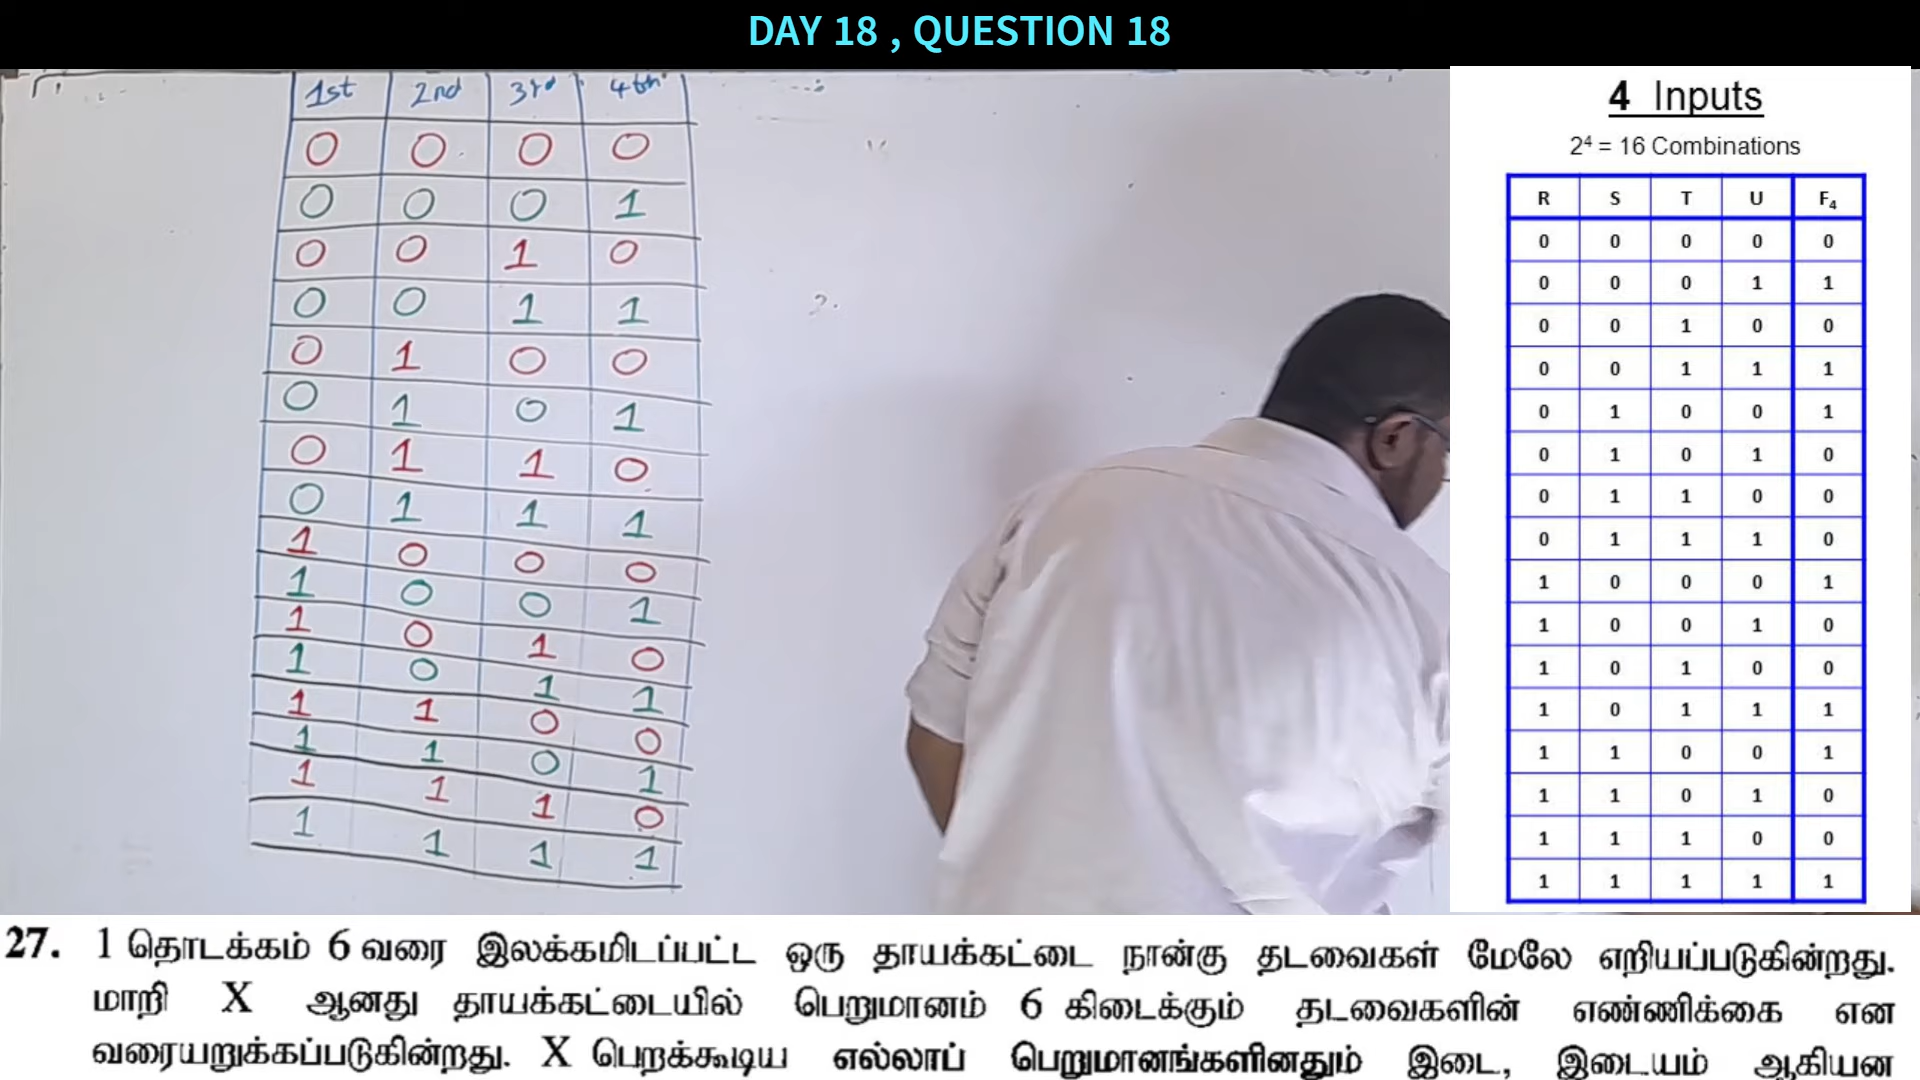 DAY 18 , QUESTION 18
1st 2nd 3rd 4th
0 0 0 0
0 0 0 1
0 0 1 0
0 0 1 1
0 1 0 0
0 1 0 1
0 1 1 0
0 1 1 1
1 0 0 0
1 0 0 1
1 0 1 0
1 0 1 1
1 1 0 0
1 1 0 1
1 1 1 0
1 1 1 1
4 Inputs
2⁴ = 16 Combinations
R S T U F₄
0 0 0 0 0
0 0 0 1 1
0 0 1 0 0
0 0 1 1 1
0 1 0 0 1
0 1 0 1 0
0 1 1 0 0
0 1 1 1 0
1 0 0 0 1
1 0 0 1 0
1 0 1 0 0
1 0 1 1 1
1 1 0 0 1
1 1 0 1 0
1 1 1 0 0
1 1 1 1 1
27. 1 தொடக்கம் 6 வரை இலக்கமிடப்பட்ட ஒரு தாயக்கட்டை நான்கு தடவைகள் மேலே எறியப்படுகின்றது.
மாறி X ஆனது தாயக்கட்டையில் பெறுமானம் 6 கிடைக்கும் தடவைகளின் எண்ணிக்கை என
வரையறுக்கப்படுகின்றது. X பெறக்கூடிய எல்லாப் பெறுமானங்களினதும் இடை, இடையம் ஆகியன